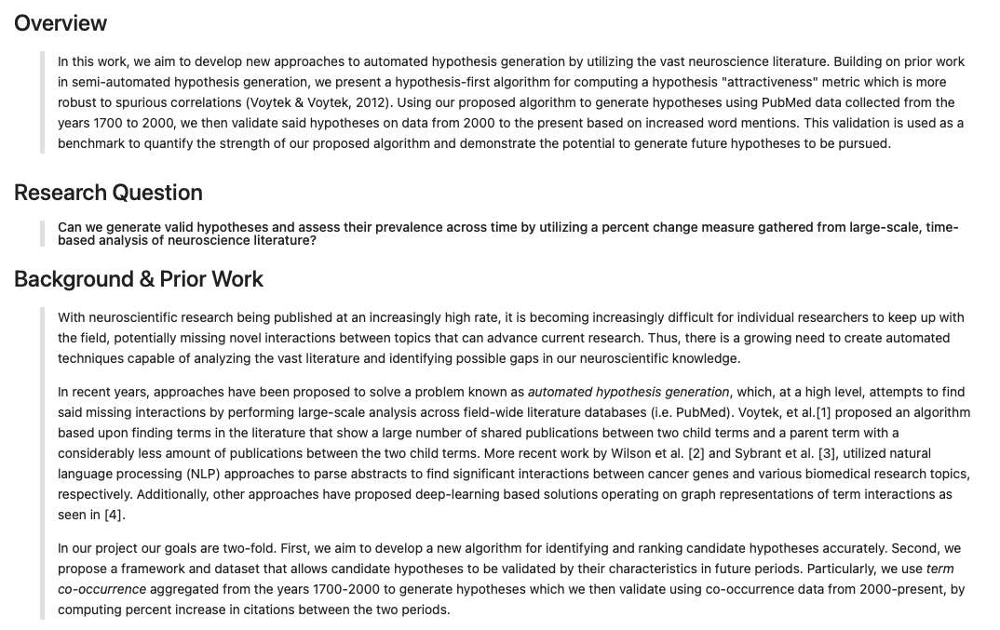 Overview
In this work, we aim to develop new approaches to automated hypothesis generation by utilizing the vast neuroscience literature. Building on prior work
in semi-automated hypothesis generation, we present a hypothesis-first algorithm for computing a hypothesis "attractiveness" metric which is more
robust to spurious correlations (Voytek & Voytek, 2012). Using our proposed algorithm to generate hypotheses using PubMed data collected from the
years 1700 to 2000, we then validate said hypotheses on data from 2000 to the present based on increased word mentions. This validation is used as a
benchmark to quantify the strength of our proposed algorithm and demonstrate the potential to generate future hypotheses to be pursued.
Research Question
Can we generate valid hypotheses and assess their prevalence across time by utilizing a percent change measure gathered from large-scale, time-
based analysis of neuroscience literature?
Background & Prior Work
With neuroscientific research being published at an increasingly high rate, it is becoming increasingly difficult for individual researchers to keep up with
the field, potentially missing novel interactions between topics that can advance current research. Thus, there is a growing need to create automated
techniques capable of analyzing the vast literature and identifying possible gaps in our neuroscientific knowledge.
In recent years, approaches have been proposed to solve a problem known as automated hypothesis generation, which, at a high level, attempts to find
said missing interactions by performing large-scale analysis across field-wide literature databases (i.e. PubMed). Voytek, et al.[1] proposed an algorithm
based upon finding terms in the literature that show a large number of shared publications between two child terms and a parent term with a
considerably less amount of publications between the two child terms. More recent work by Wilson et al. [2] and Sybrant et al. [3], utilized natural
language processing (NLP) approaches to parse abstracts to find significant interactions between cancer genes and various biomedical research topics,
respectively. Additionally, other approaches have proposed deep-learning based solutions operating on graph representations of term interactions as
seen in [4].
In our project our goals are two-fold. First, we aim to develop a new algorithm for identifying and ranking candidate hypotheses accurately. Second, we
propose a framework and dataset that allows candidate hypotheses to be validated by their characteristics in future periods. Particularly, we use term
co-occurrence aggregated from the years 1700-2000 to generate hypotheses which we then validate using co-occurrence data from 2000-present, by
computing percent increase in citations between the two periods.